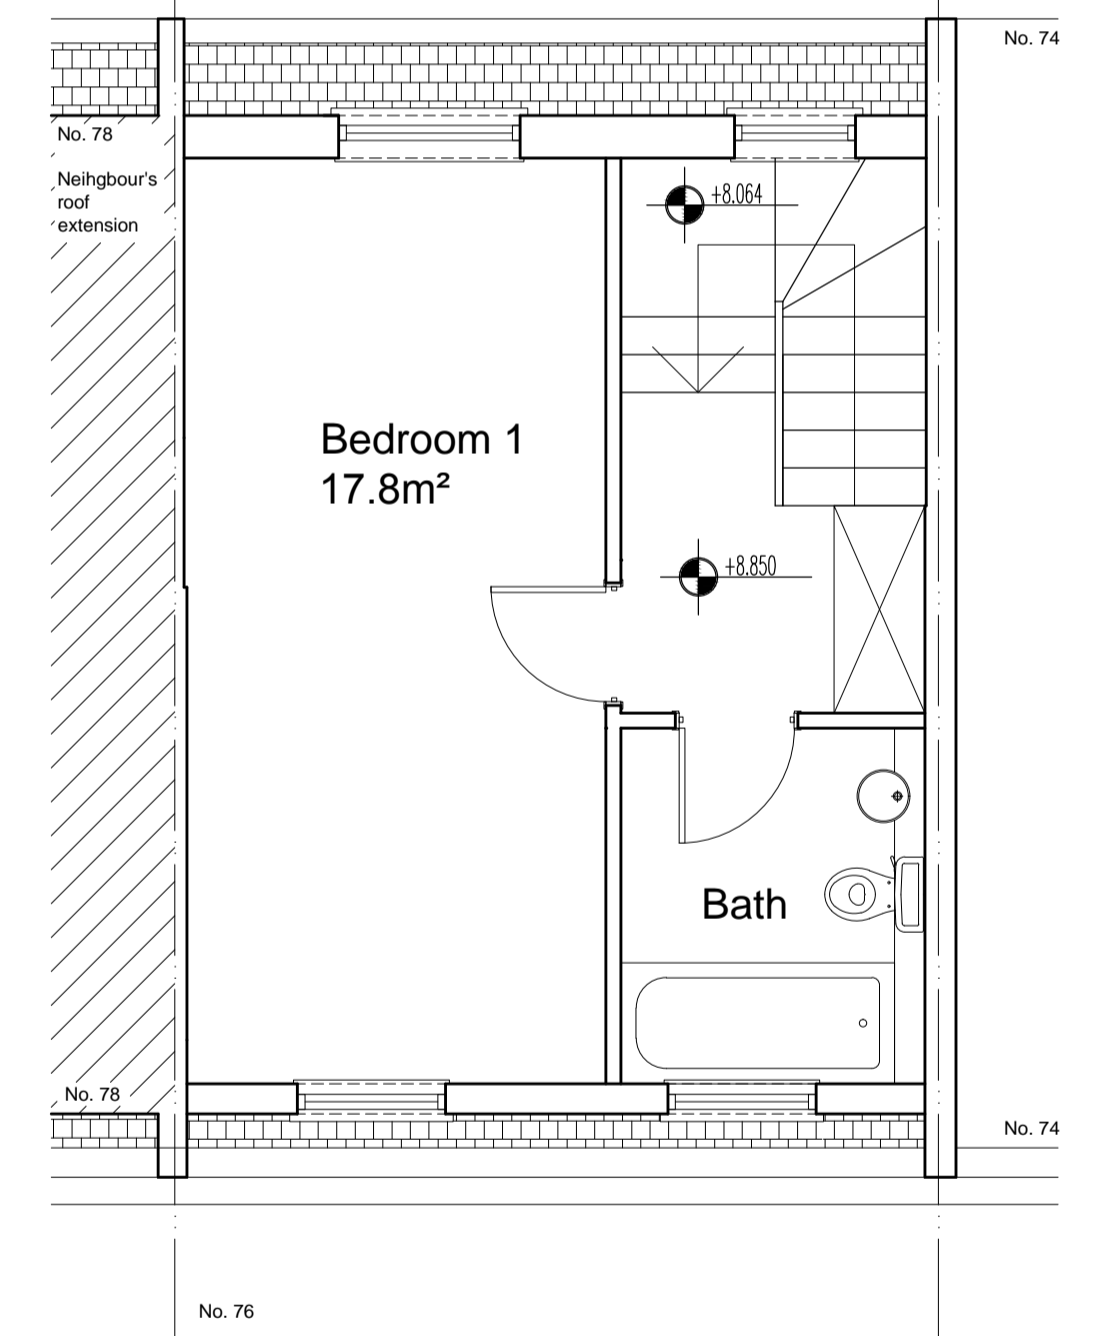 No. 74
No. 78
Neihgbour's
roof
extension
+8.064
Bedroom 1
17.8m²
+8.850
Bath
No. 78
No. 74
No. 76